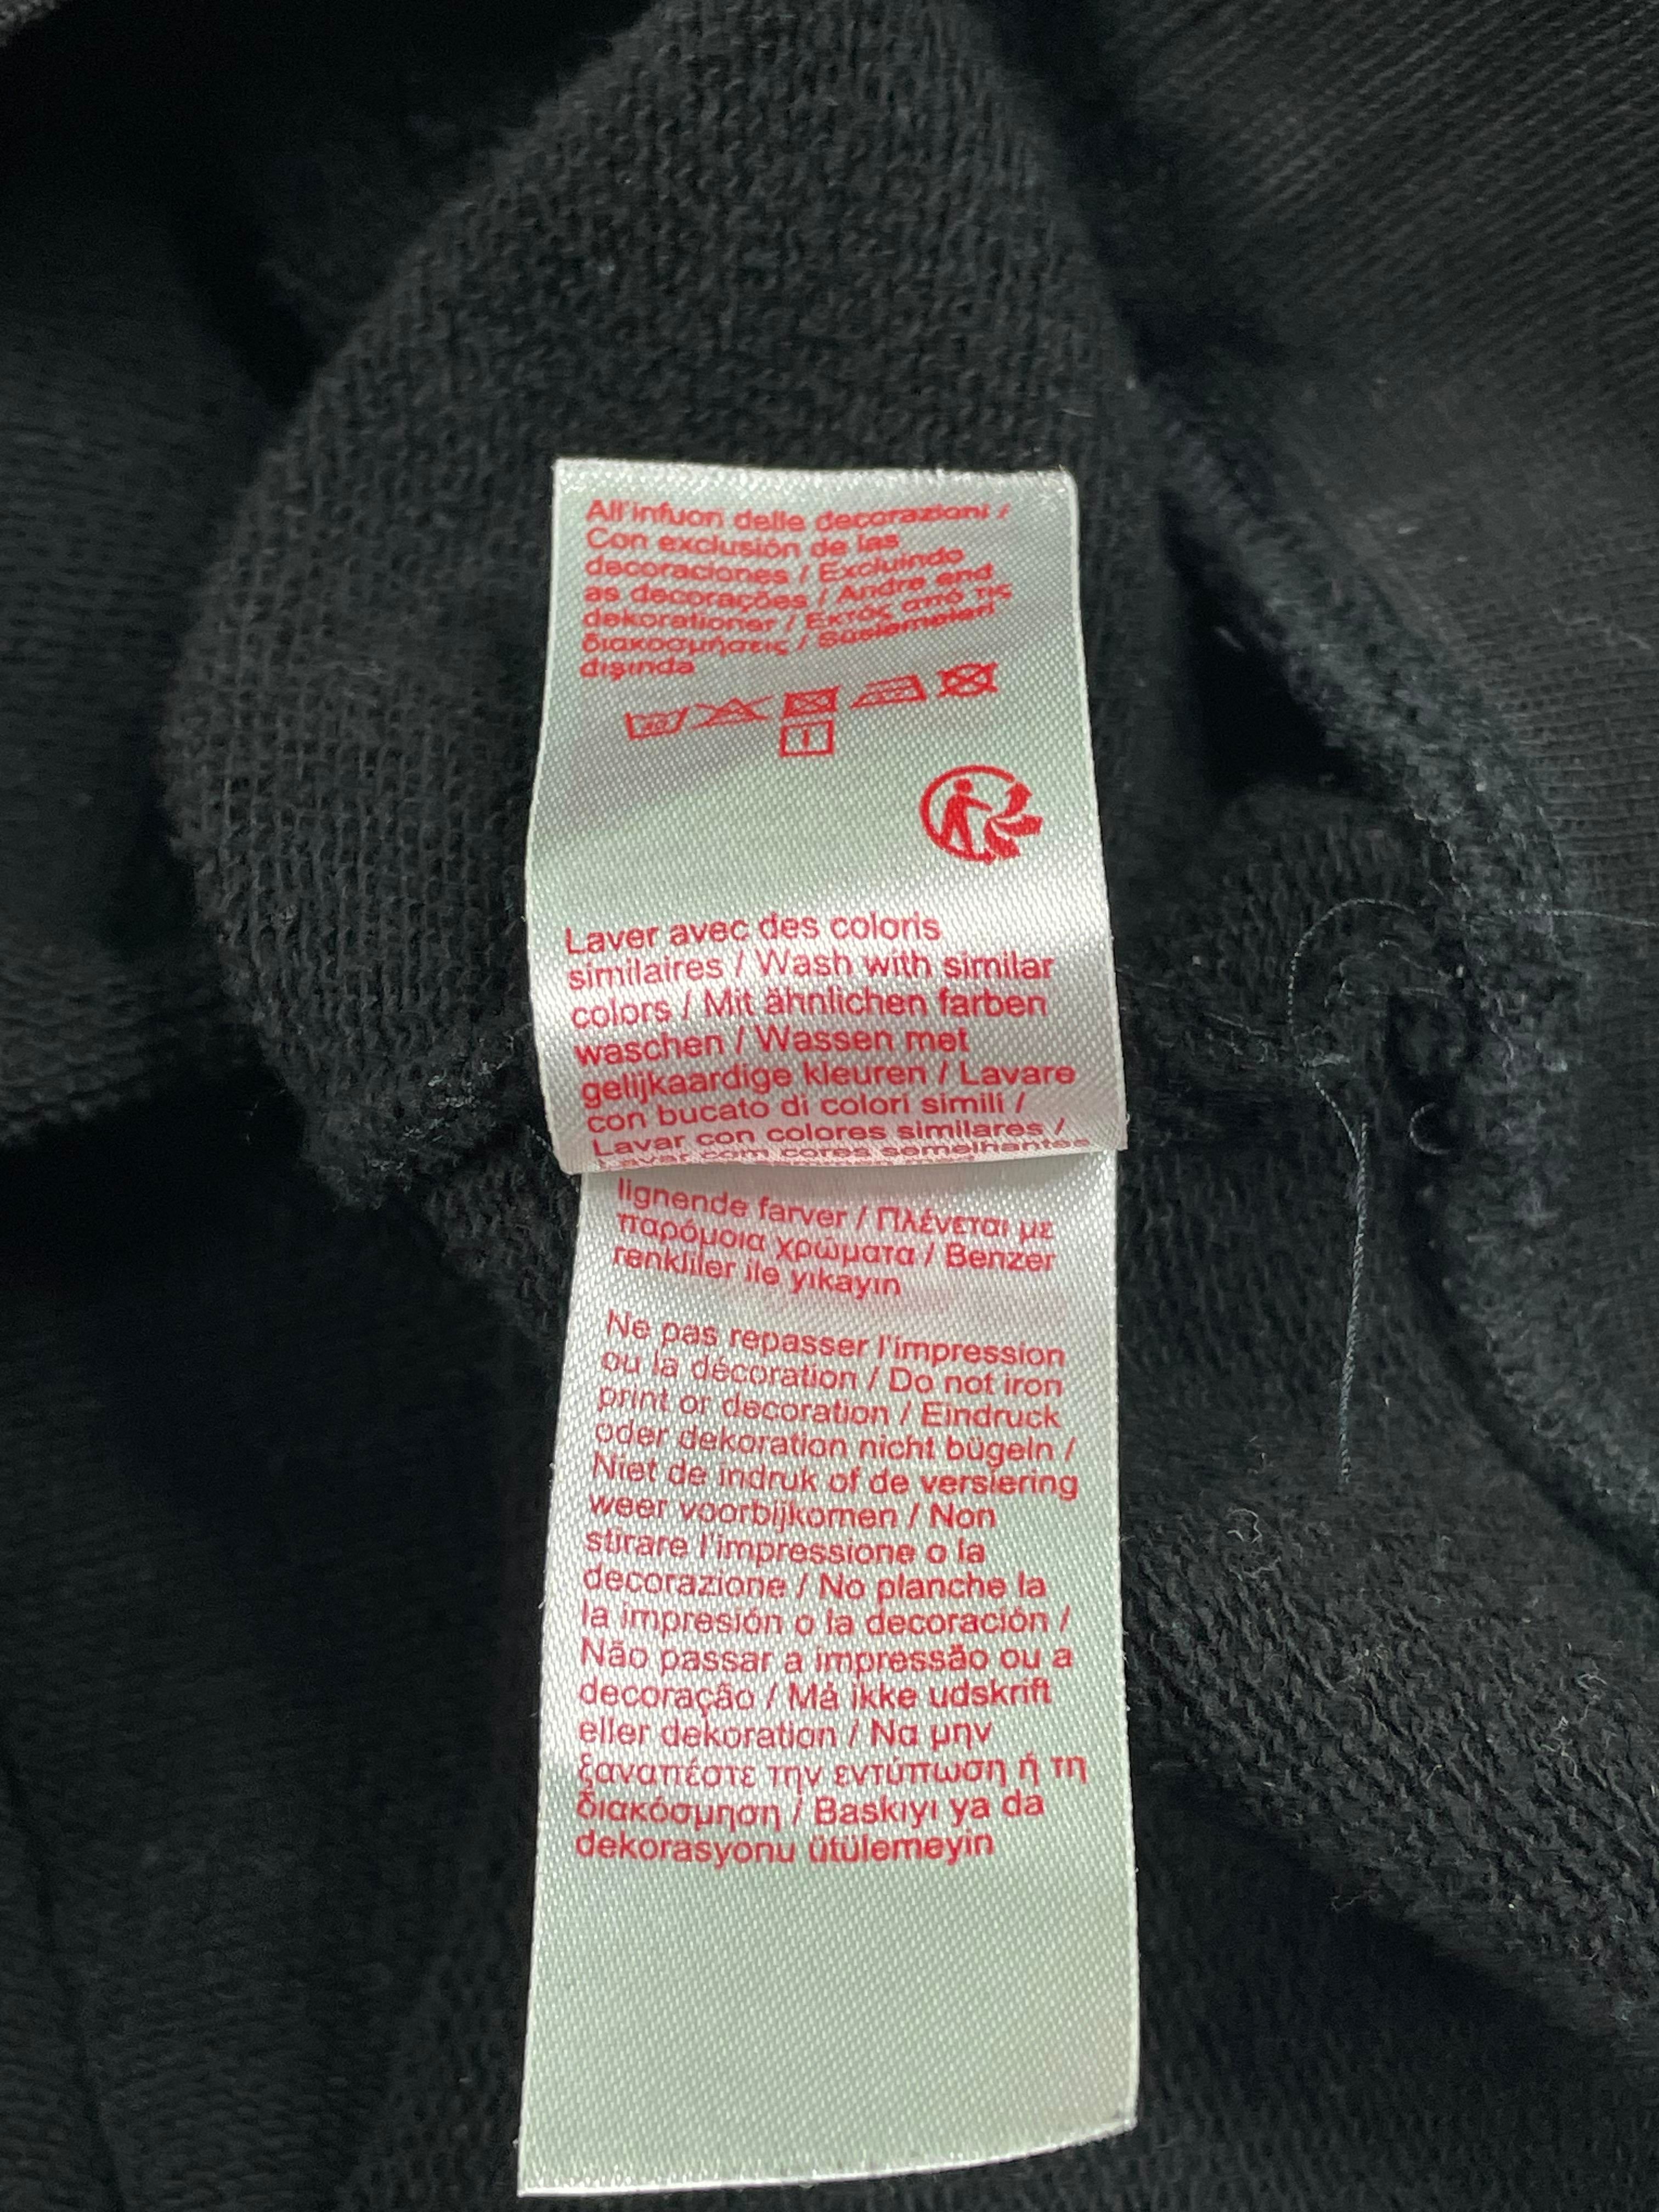 All'infuori delle decorazioni /
Con exclusión de las
decoraciones / Excluindo
as decorações / Andre end
dekorationer / Εκτός από τις
διακοσμήσεις / Süslemeleri
dışında
Laver avec des coloris
similaires / Wash with similar
colors / Mit ähnlichen farben
waschen / Wassen met
gelijkaardige kleuren / Lavare
con bucato di colori simili /
Lavar con colores similares /
Lavar com cores semelhantes
lignende farver / Πλένεται με
παρόμοια χρώματα / Benzer
renkliler ile yıkayın
Ne pas repasser l'impression
ou la décoration / Do not iron
print or decoration / Eindruck
oder dekoration nicht bügeln /
Niet de indruk of de versiering
weer voorbijkomen / Non
stirare l'impressione o la
decorazione / No planche la
la impresión o la decoración /
Não passar a impressão ou a
decoração / Må ikke udskrift
eller dekoration / Να μην
ξαναπέστε την εντύπωση ή τη
διακόσμηση / Baskıyı ya da
dekorasyonu ütülemeyin